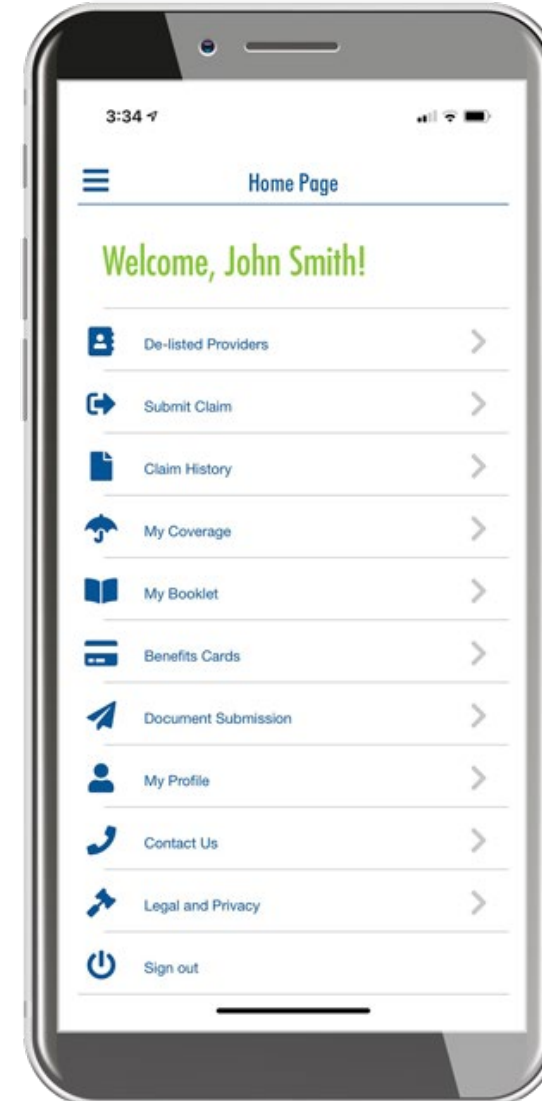 3:34
Home Page
Welcome, John Smith!
De-listed Providers
Submit Claim
Claim History
My Coverage
My Booklet
Benefits Cards
Document Submission
My Profile
Contact Us
Legal and Privacy
Sign out